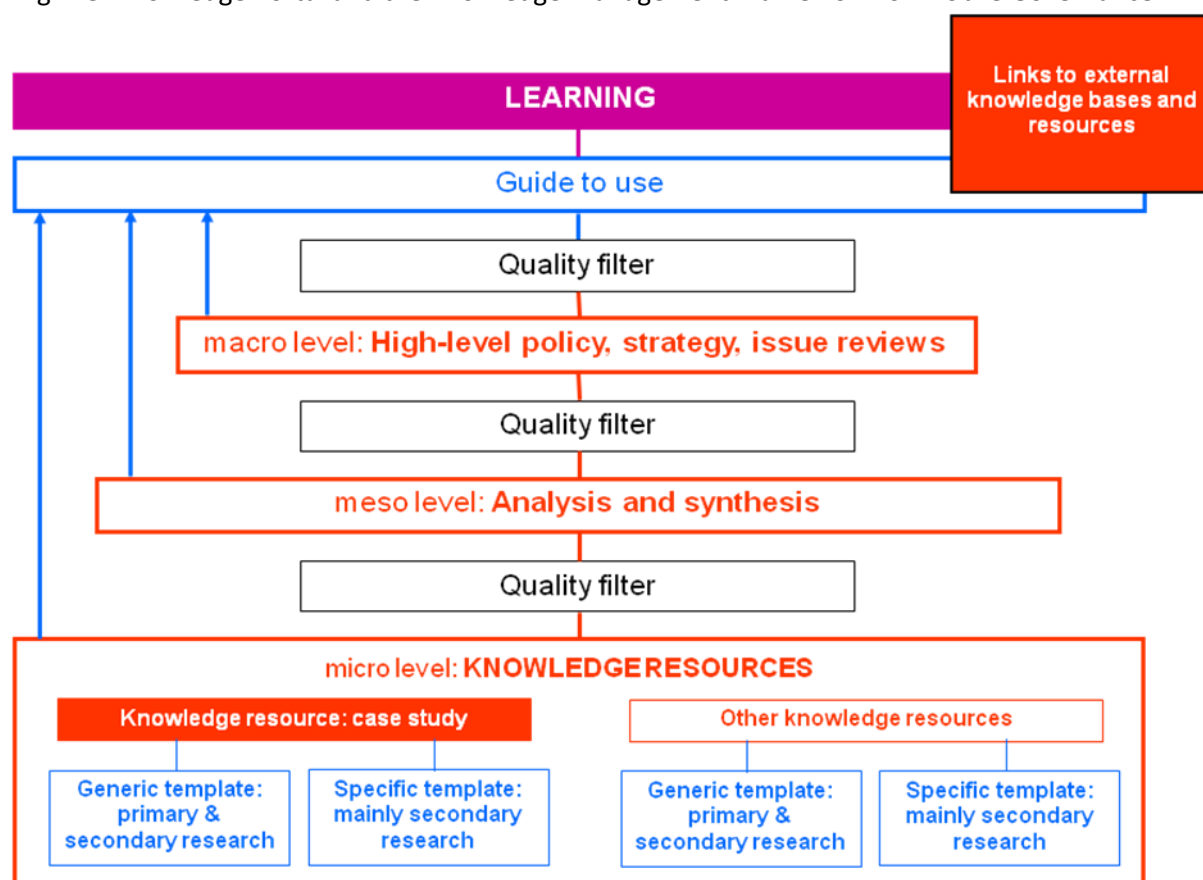 Links to external
knowledge bases and
resources
LEARNING
Guide to use
Quality filter
macro level: High-level policy, strategy, issue reviews
Quality filter
meso level: Analysis and synthesis
Quality filter
micro level: KNOWLEDGE RESOURCES
Knowledge resource: case study
Other knowledge resources
Generic template:
primary &
secondary research
Specific template:
mainly secondary
research
Generic template:
primary &
secondary research
Specific template:
mainly secondary
research